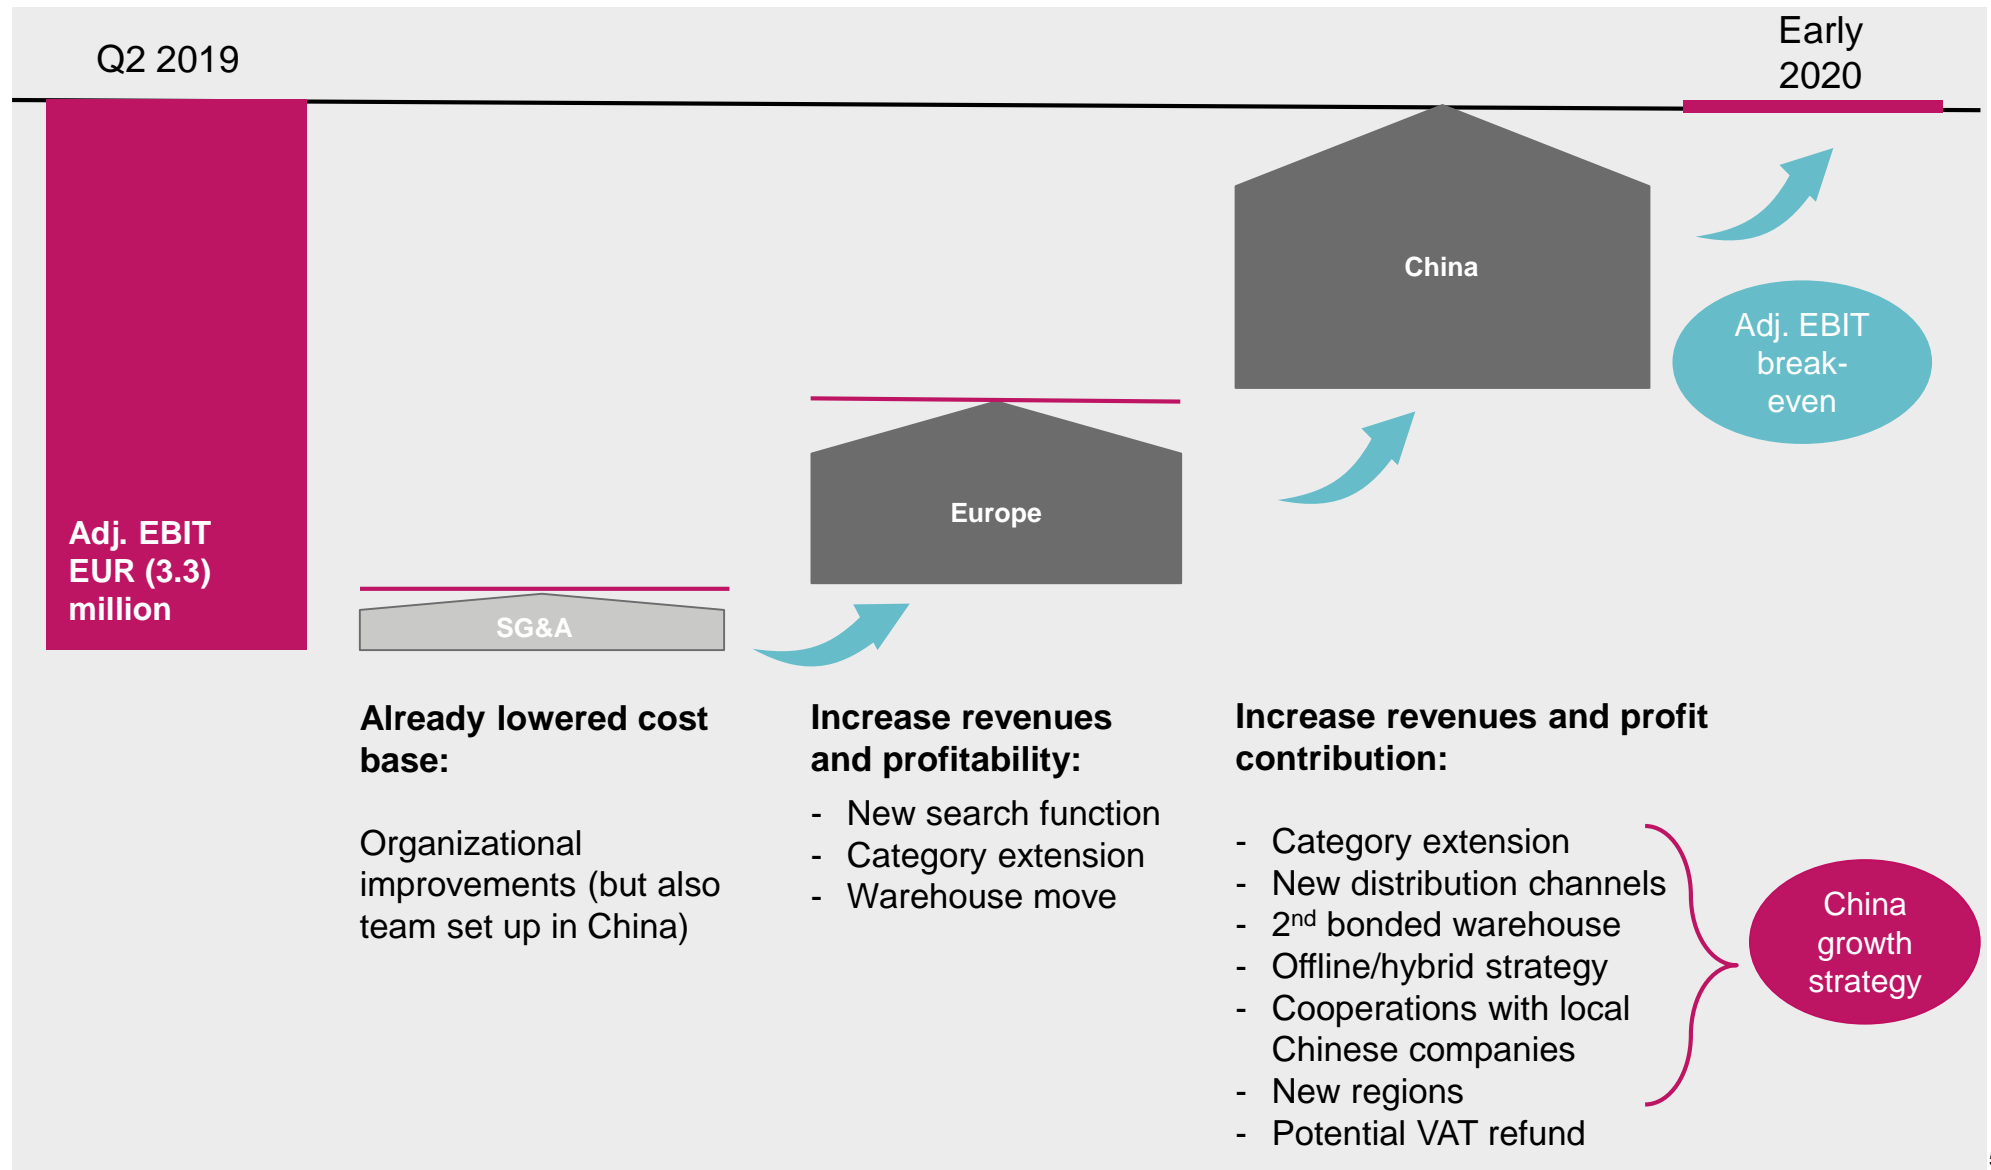 Q2 2019
Early
2020
Adj. EBIT
EUR (3.3)
million
SG&A
Europe
China
Adj. EBIT
break-
even
Already lowered cost
base:
Organizational
improvements (but also
team set up in China)
Increase revenues
and profitability:
- New search function
- Category extension
- Warehouse move
Increase revenues and profit
contribution:
- Category extension
- New distribution channels
- 2nd bonded warehouse
- Offline/hybrid strategy
- Cooperations with local
Chinese companies
- New regions
- Potential VAT refund
China
growth
strategy